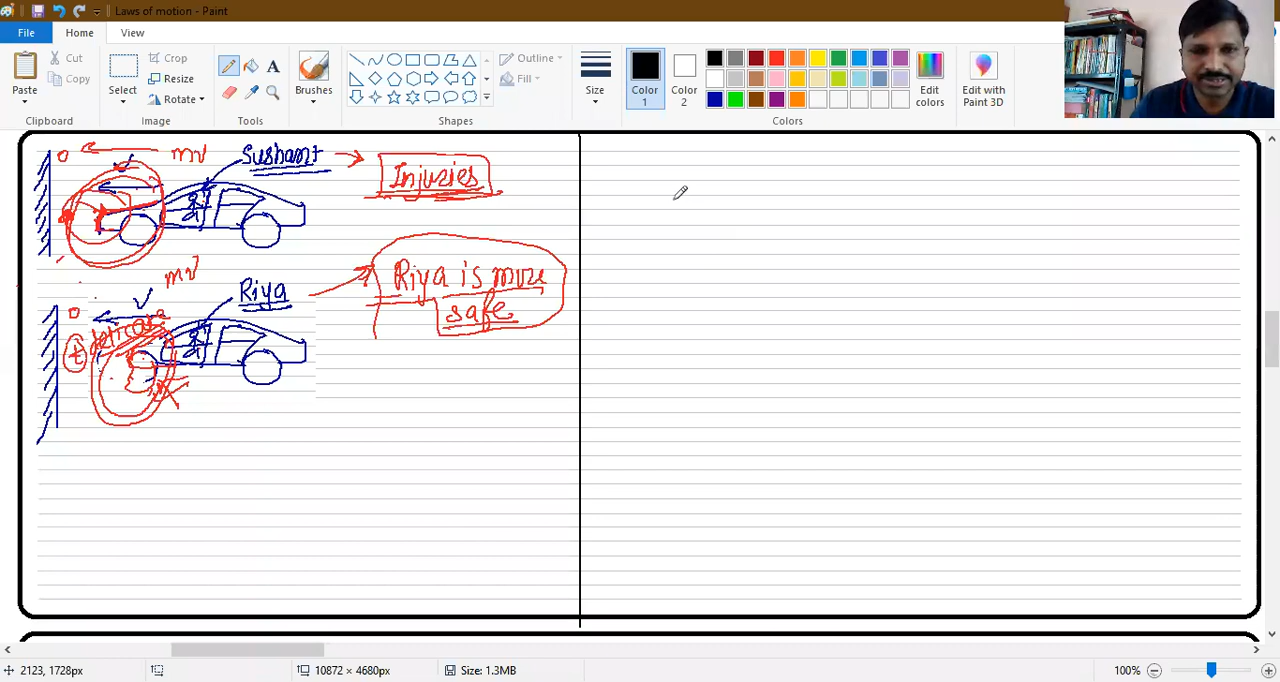 Laws of motion - Paint
File
Home
View
Paste
Cut
Copy
Clipboard
Select
Crop
Resize
Rotate
Image
A
Tools
Brushes
Outline
Fill
Shapes
Size
Color 1
Color 2
Edit colors
Edit with Paint 3D
Colors
0
mv
v
Sushant
Injuries
mv
v
Riya
0
t
Riya is more
safe
2123, 1728px
10872 × 4680px
Size: 1.3MB
100%